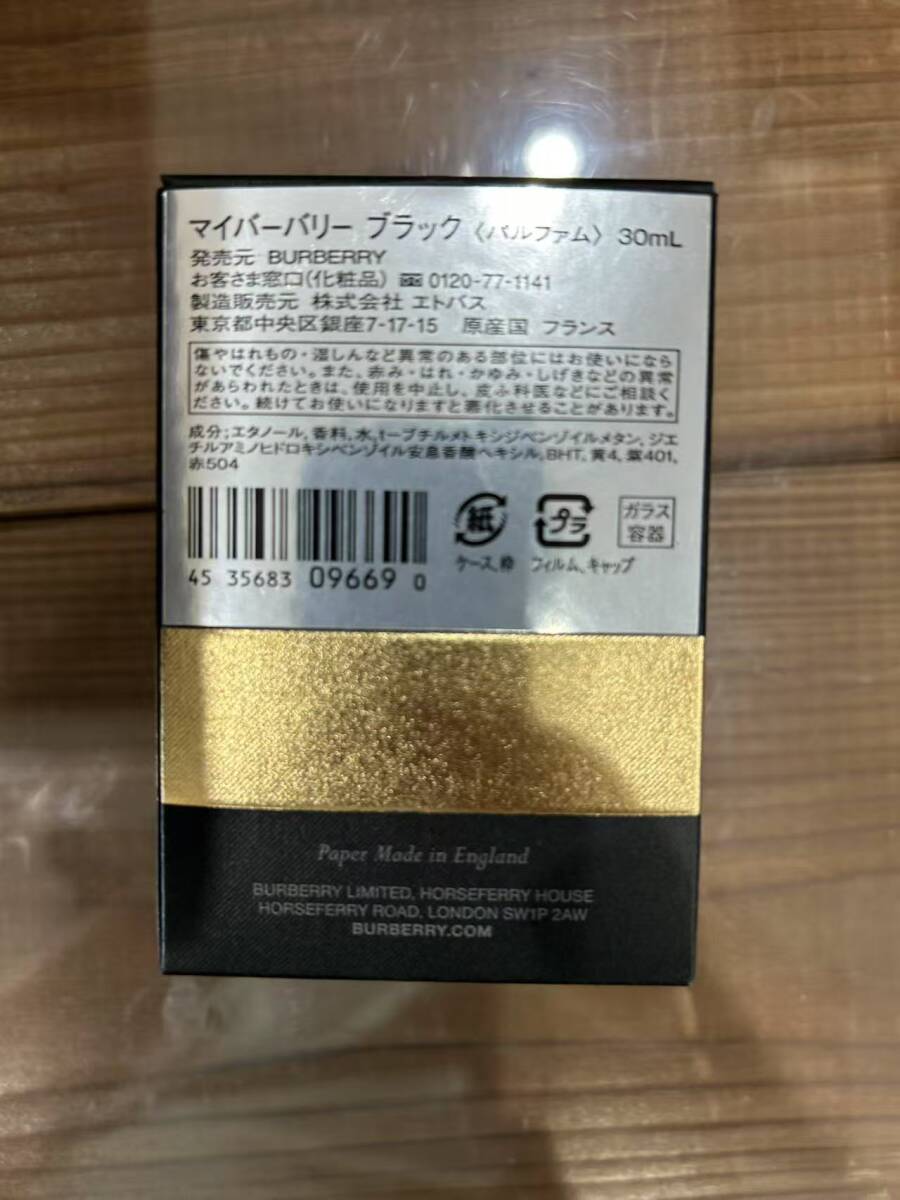 マイバーバリー ブラック 〈パルファム〉 30mL
発売元 BURBERRY
お客さま窓口(化粧品) 0120-77-1141
製造販売元 株式会社 エトバス
東京都中央区銀座7-17-15 原産国 フランス
傷やはれもの・湿しんなど異常のある部位にはお使いになら
ないでください。また、赤み・はれ・かゆみ・しげきなどの異常
があらわれたときは、使用を中止し、皮ふ科医などにご相談く
ださい。続けてお使いになりますと悪化させることがあります。
成分;エタノール,香料,水,t-ブチルメトキシジベンゾイルメタン,ジエ
チルアミノヒドロキシベンゾイル安息香酸ヘキシル,BHT,黄4,紫401,
赤504
紙 プラ ガラス
容器
ケース、枠 フィルム、キャップ
45 35683 09669 0
Paper Made in England
BURBERRY LIMITED, HORSEFERRY HOUSE
HORSEFERRY ROAD, LONDON SW1P 2AW
BURBERRY.COM